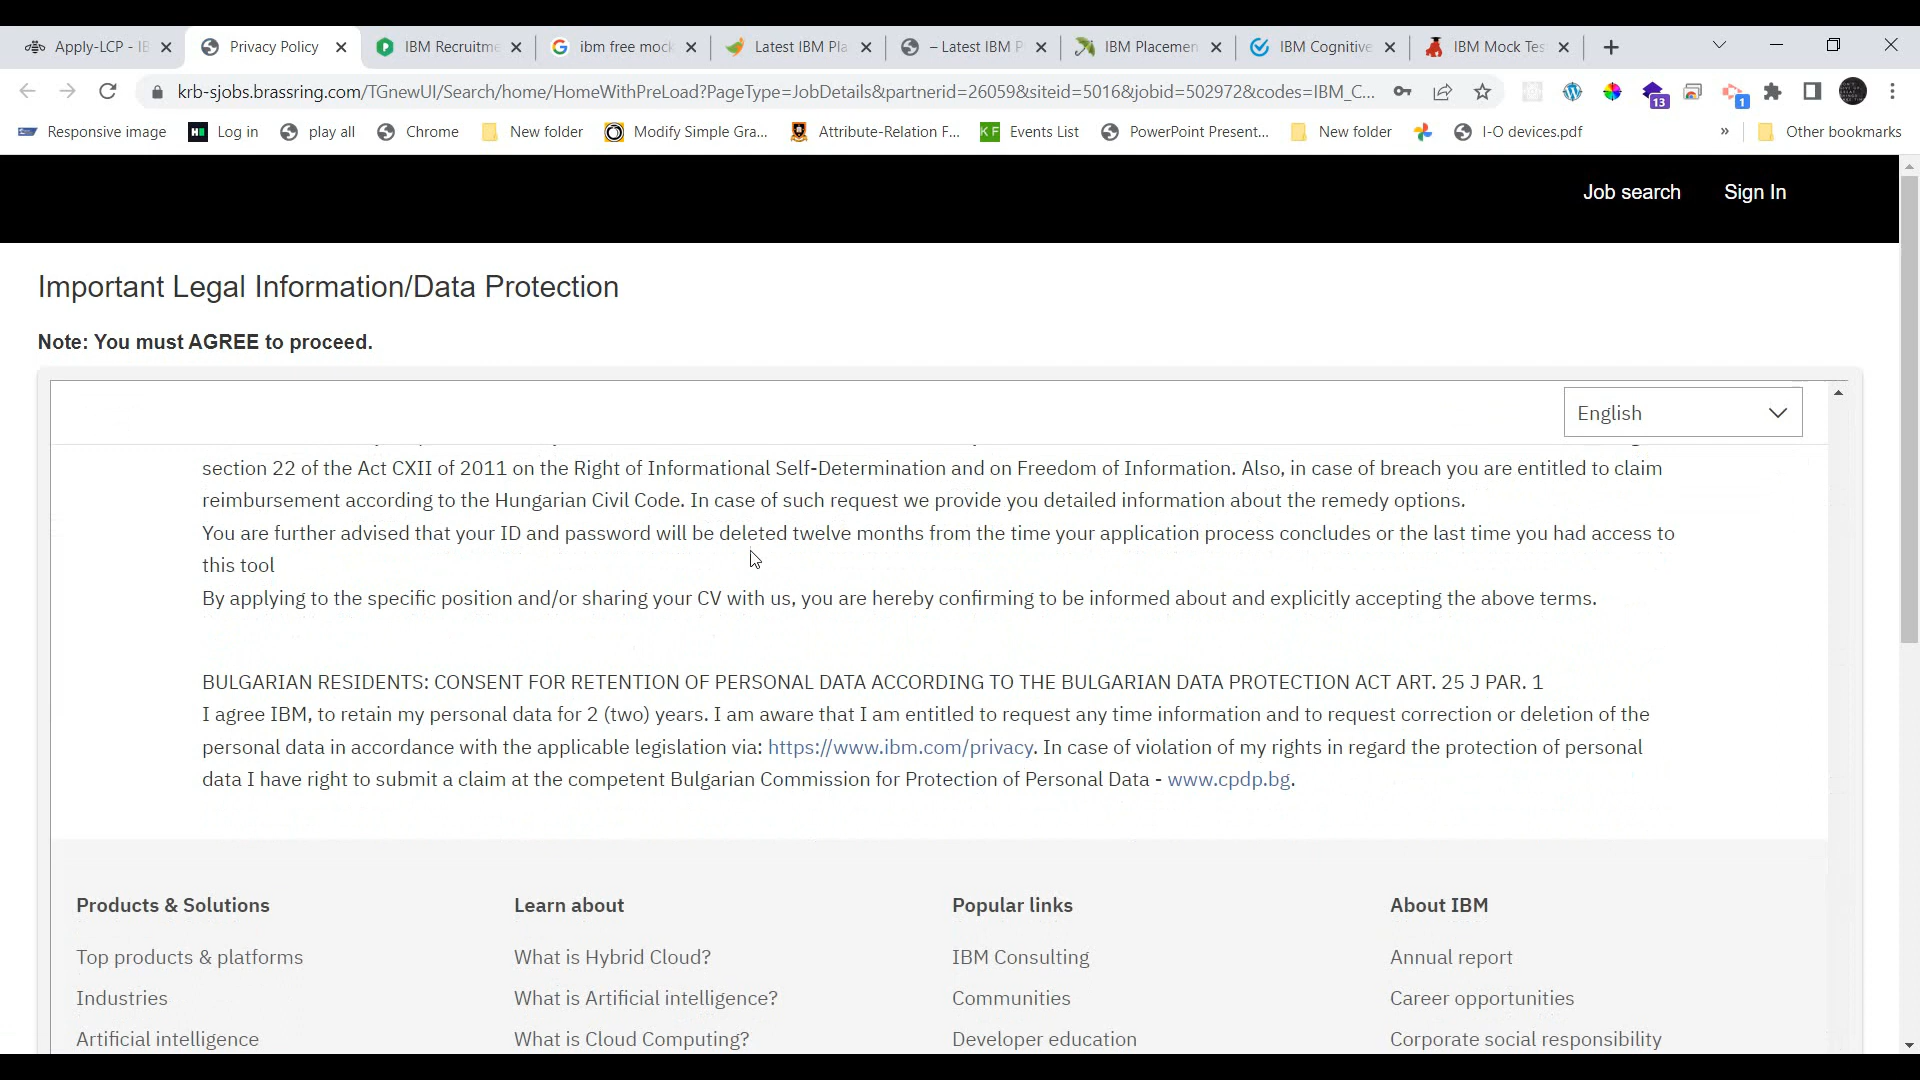 Apply-LCP - IB
Privacy Policy
IBM Recruitme
ibm free mock
Latest IBM Pla
– Latest IBM P
IBM Placemen
IBM Cognitive
IBM Mock Tes
krb-sjobs.brassring.com/TGnewUI/Search/home/HomeWithPreLoad?PageType=JobDetails&partnerid=26059&siteid=5016&jobid=502972&codes=IBM_C...
13
1
Responsive image
Log in
play all
Chrome
New folder
Modify Simple Gra...
Attribute-Relation F...
KF Events List
PowerPoint Present...
New folder
I-O devices.pdf
»
Other bookmarks
Job search
Sign In
Important Legal Information/Data Protection
Note: You must AGREE to proceed.
English
section 22 of the Act CXII of 2011 on the Right of Informational Self-Determination and on Freedom of Information. Also, in case of breach you are entitled to claim
reimbursement according to the Hungarian Civil Code. In case of such request we provide you detailed information about the remedy options.
You are further advised that your ID and password will be deleted twelve months from the time your application process concludes or the last time you had access to
this tool
By applying to the specific position and/or sharing your CV with us, you are hereby confirming to be informed about and explicitly accepting the above terms.
BULGARIAN RESIDENTS: CONSENT FOR RETENTION OF PERSONAL DATA ACCORDING TO THE BULGARIAN DATA PROTECTION ACT ART. 25 J PAR. 1
I agree IBM, to retain my personal data for 2 (two) years. I am aware that I am entitled to request any time information and to request correction or deletion of the
personal data in accordance with the applicable legislation via: https://www.ibm.com/privacy. In case of violation of my rights in regard the protection of personal
data I have right to submit a claim at the competent Bulgarian Commission for Protection of Personal Data - www.cpdp.bg.
Products & Solutions
Top products & platforms
Industries
Artificial intelligence
Learn about
What is Hybrid Cloud?
What is Artificial intelligence?
What is Cloud Computing?
Popular links
IBM Consulting
Communities
Developer education
About IBM
Annual report
Career opportunities
Corporate social responsibility